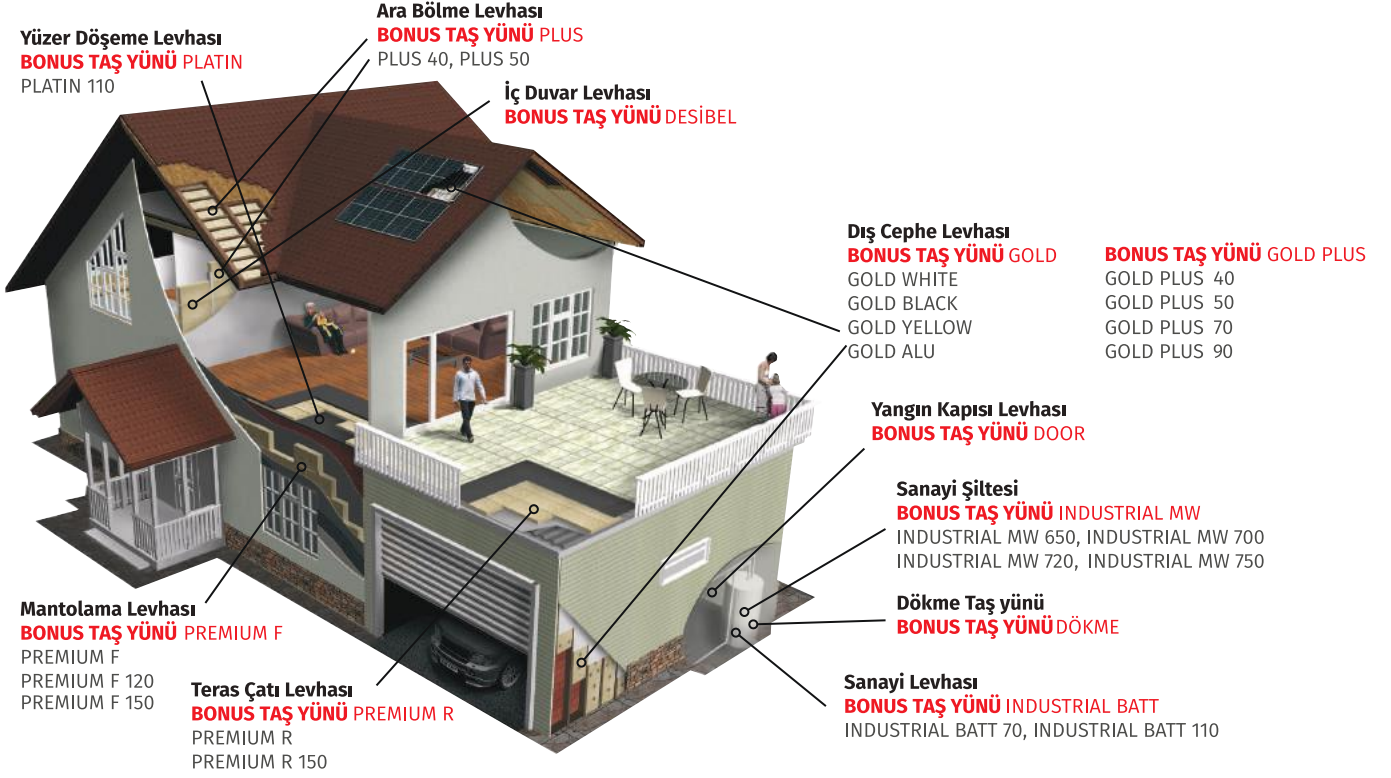 Yüzer Döşeme Levhası
BONUS TAŞ YÜNÜ PLATIN
PLATIN 110
Ara Bölme Levhası
BONUS TAŞ YÜNÜ PLUS
PLUS 40, PLUS 50
İç Duvar Levhası
BONUS TAŞ YÜNÜ DESİBEL
Dış Cephe Levhası
BONUS TAŞ YÜNÜ GOLD
GOLD WHITE
GOLD BLACK
GOLD YELLOW
GOLD ALU
BONUS TAŞ YÜNÜ GOLD PLUS
GOLD PLUS 40
GOLD PLUS 50
GOLD PLUS 70
GOLD PLUS 90
Yangın Kapısı Levhası
BONUS TAŞ YÜNÜ DOOR
Sanayi Şiltesi
BONUS TAŞ YÜNÜ INDUSTRIAL MW
INDUSTRIAL MW 650, INDUSTRIAL MW 700
INDUSTRIAL MW 720, INDUSTRIAL MW 750
Dökme Taş yünü
BONUS TAŞ YÜNÜ DÖKME
Sanayi Levhası
BONUS TAŞ YÜNÜ INDUSTRIAL BATT
INDUSTRIAL BATT 70, INDUSTRIAL BATT 110
Mantolama Levhası
BONUS TAŞ YÜNÜ PREMIUM F
PREMIUM F
PREMIUM F 120
PREMIUM F 150
Teras Çatı Levhası
BONUS TAŞ YÜNÜ PREMIUM R
PREMIUM R
PREMIUM R 150